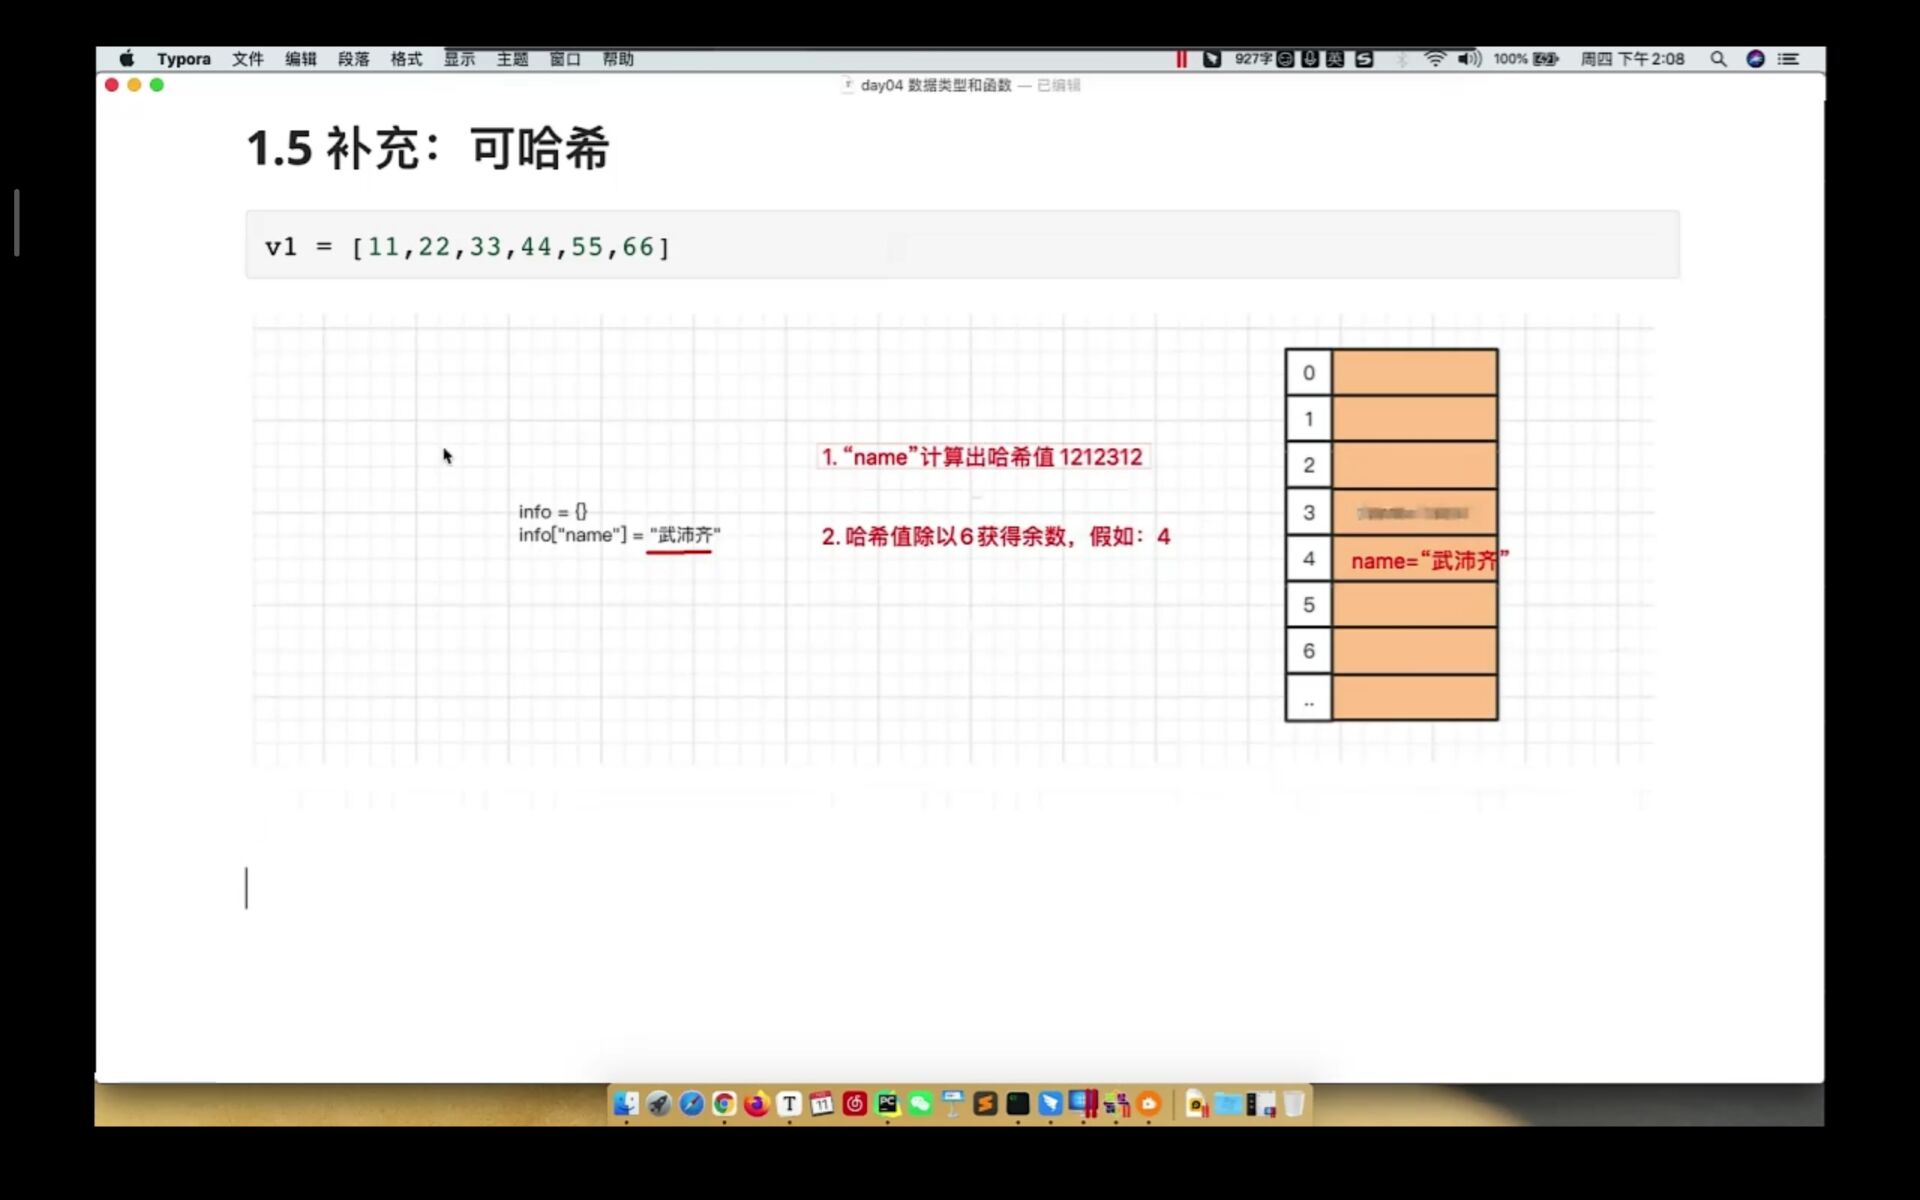 Typora 文件 编辑 段落 格式 显示 主题 窗口 帮助 927字 英 100% 周四 下午2:08
day04 数据类型和函数 — 已编辑
1.5 补充：可哈希
v1 = [11,22,33,44,55,66]
info = {}
info["name"] = "武沛齐"
1. “name”计算出哈希值 1212312
2. 哈希值除以6获得余数，假如：4
0
1
2
3
4 name=“武沛齐”
5
6
..